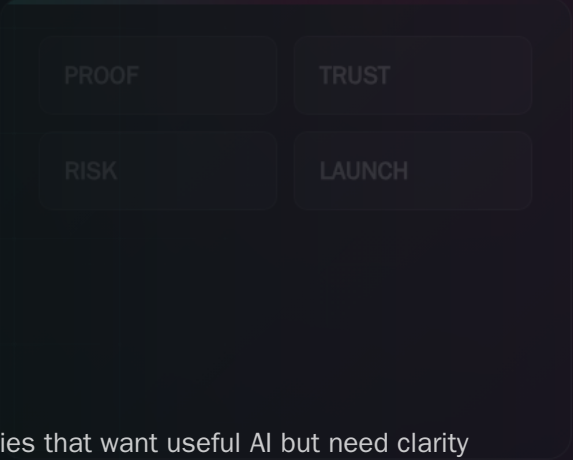 PROOF
TRUST
RISK
LAUNCH
ies that want useful AI but need clarity